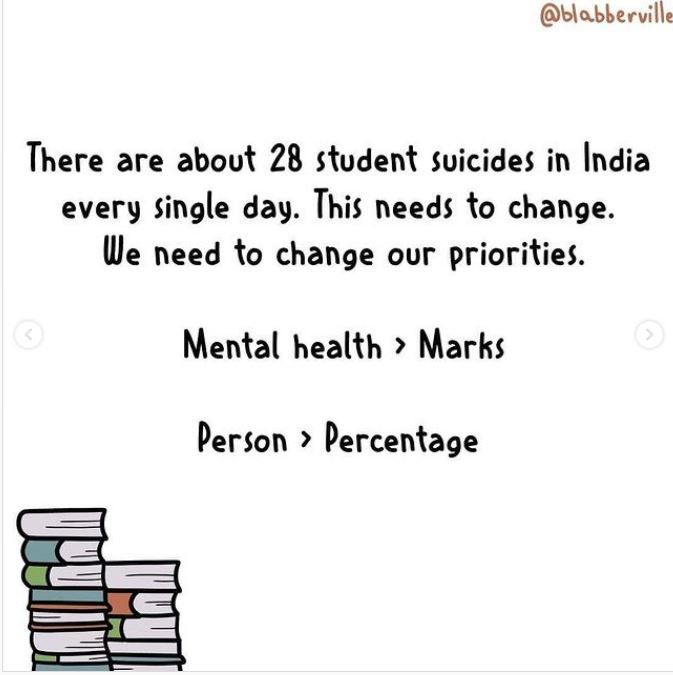 @blabberville
There are about 28 student suicides in India
every single day. This needs to change.
We need to change our priorities.
Mental health > Marks
Person > Percentage